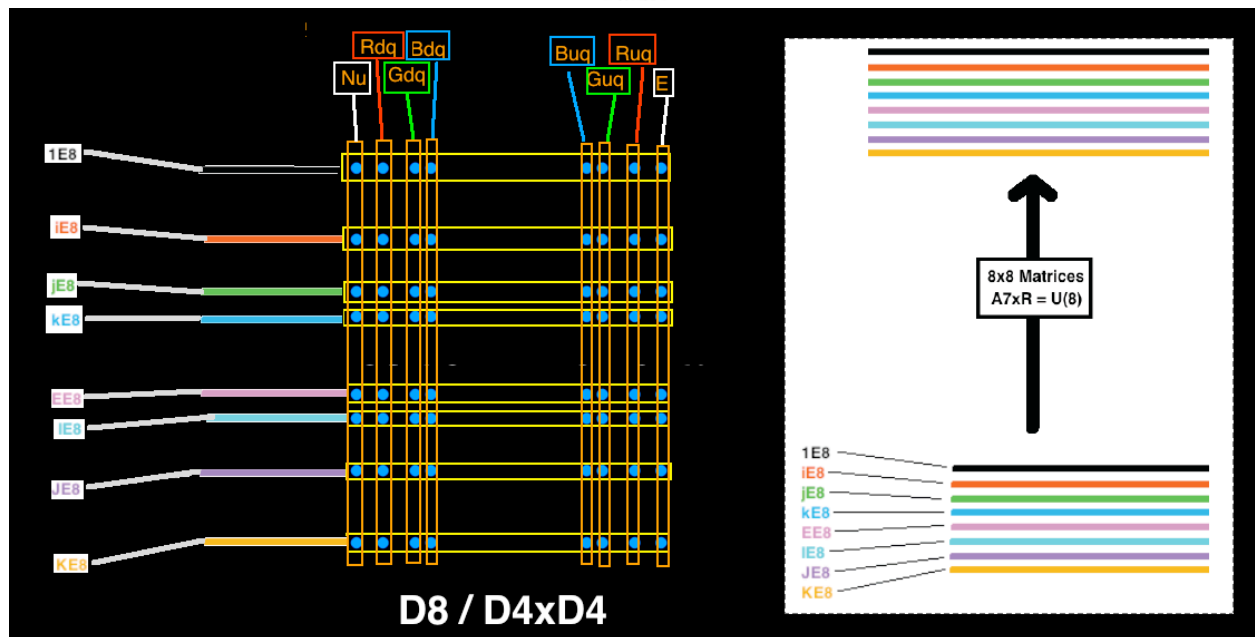 Rdq
Bdq
Buq
Ruq
Nu
Gdq
Guq
E
1E8
iE8
jE8
kE8
EE8
IE8
JE8
KE8
D8 / D4xD4
8x8 Matrices
A7xR = U(8)
1E8
iE8
jE8
kE8
EE8
IE8
JE8
KE8